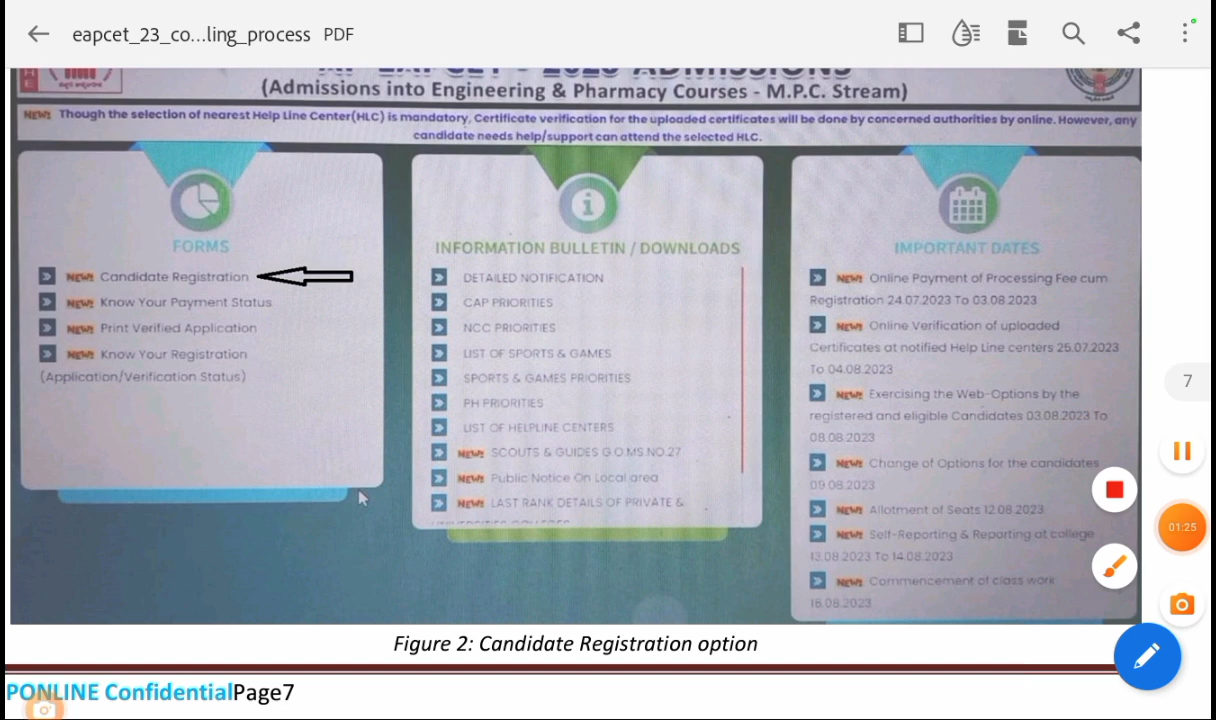 eapcet_23_co...ling_process PDF
AP EAPCET - 2023 ADMISSIONS
(Admissions into Engineering & Pharmacy Courses - M.P.C. Stream)
NEW! Though the selection of nearest Help Line Center(HLC) is mandatory, Certificate verification for the uploaded certificates will be done by concerned authorities by online. However, any
candidate needs help/support can attend the selected HLC.
FORMS
NEW! Candidate Registration
NEW! Know Your Payment Status
NEW! Print Verified Application
NEW! Know Your Registration
(Application/Verification Status)
INFORMATION BULLETIN / DOWNLOADS
DETAILED NOTIFICATION
CAP PRIORITIES
NCC PRIORITIES
LIST OF SPORTS & GAMES
SPORTS & GAMES PRIORITIES
PH PRIORITIES
LIST OF HELPLINE CENTERS
NEW! SCOUTS & GUIDES G.O.MS.NO.27
NEW! Public Notice On Local area
NEW! LAST RANK DETAILS OF PRIVATE &
IMPORTANT DATES
NEW! Online Payment of Processing Fee cum
Registration 24.07.2023 To 03.08.2023
NEW! Online Verification of uploaded
Certificates at notified Help Line centers 25.07.2023
To 04.08.2023
NEW! Exercising the Web-Options by the
registered and eligible Candidates 03.08.2023 To
08.08.2023
NEW! Change of Options for the candidates
09.08.2023
NEW! Allotment of Seats 12.08.2023
NEW! Self-Reporting & Reporting at college
13.08.2023 To 14.08.2023
NEW! Commencement of class work
16.08.2023
7
01:25
Figure 2: Candidate Registration option
PONLINE ConfidentialPage7